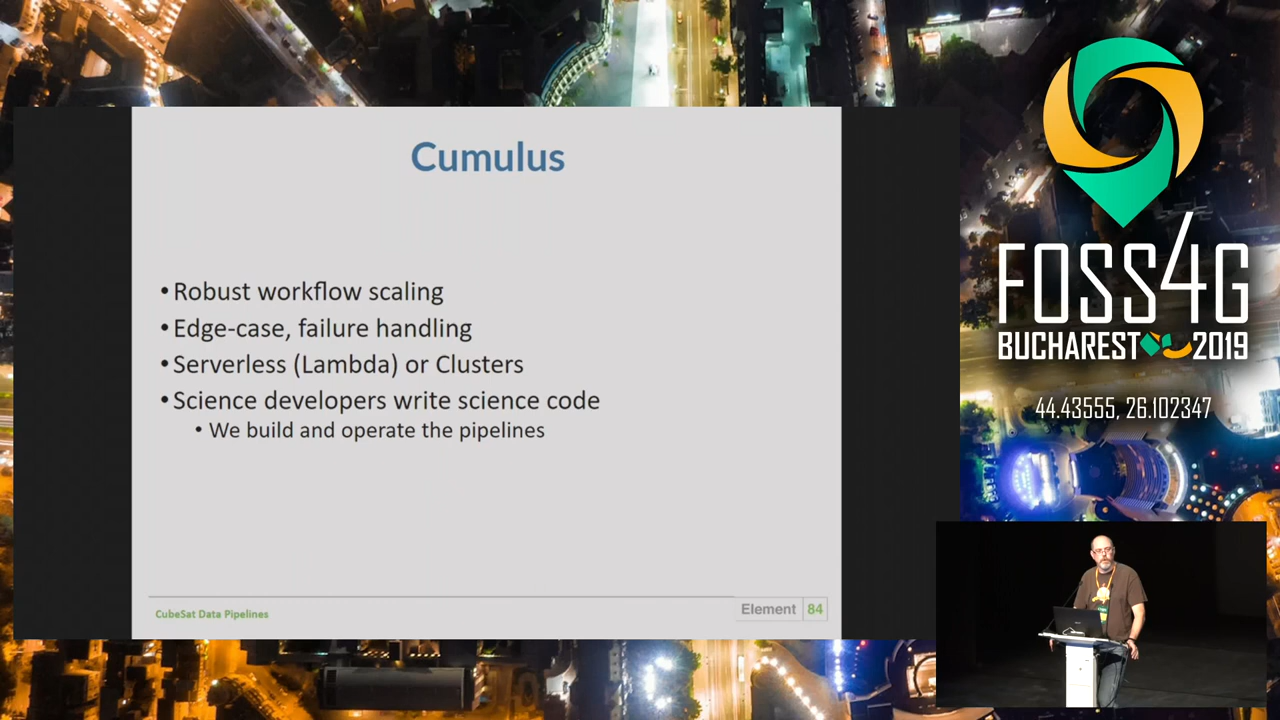 Cumulus
• Robust workflow scaling
• Edge-case, failure handling
• Serverless (Lambda) or Clusters
• Science developers write science code
• We build and operate the pipelines
CubeSat Data Pipelines
Element 84
FOSS4G
BUCHAREST 2019
44.43555, 26.102347